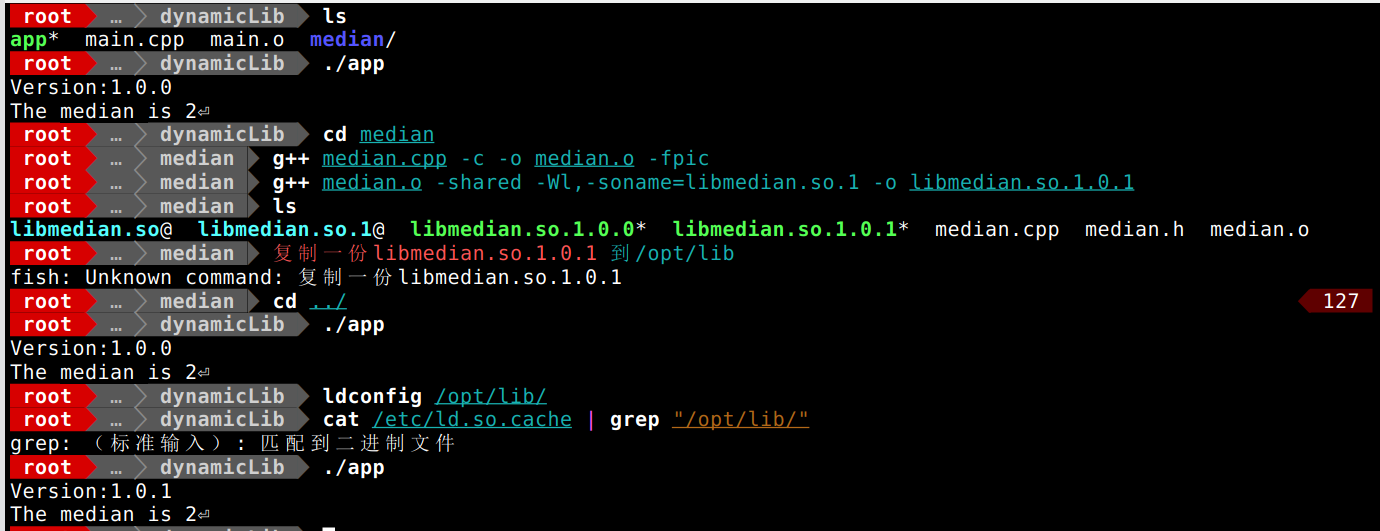 root … dynamicLib ls
app* main.cpp main.o median/
root … dynamicLib ./app
Version:1.0.0
The median is 2⏎
root … dynamicLib cd median
root … median g++ median.cpp -c -o median.o -fpic
root … median g++ median.o -shared -Wl,-soname=libmedian.so.1 -o libmedian.so.1.0.1
root … median ls
libmedian.so@ libmedian.so.1@ libmedian.so.1.0.0* libmedian.so.1.0.1* median.cpp median.h median.o
root … median 复制一份libmedian.so.1.0.1 到/opt/lib
fish: Unknown command: 复制一份libmedian.so.1.0.1
root … median cd ../ 127
root … dynamicLib ./app
Version:1.0.0
The median is 2⏎
root … dynamicLib ldconfig /opt/lib/
root … dynamicLib cat /etc/ld.so.cache | grep "/opt/lib/"
grep: （标准输入）: 匹配到二进制文件
root … dynamicLib ./app
Version:1.0.1
The median is 2⏎
root … dynamicLib